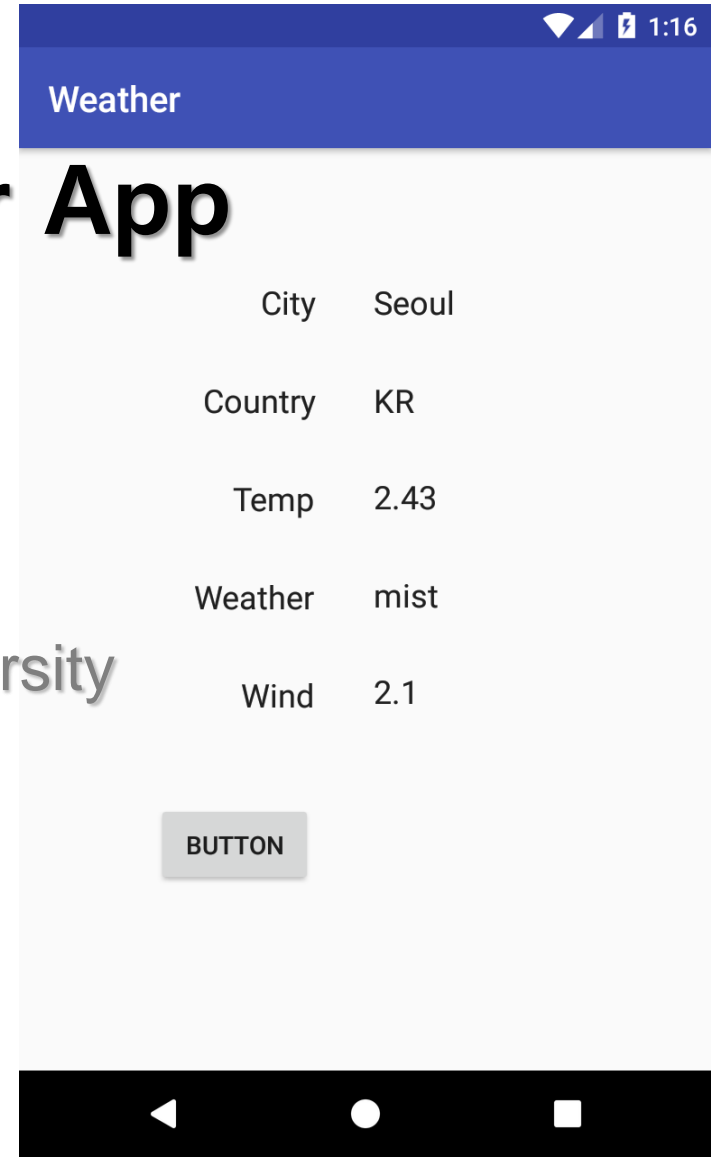 1:16
Weather
App
City Seoul
Country KR
Temp 2.43
Weather mist
rsity
Wind 2.1
BUTTON